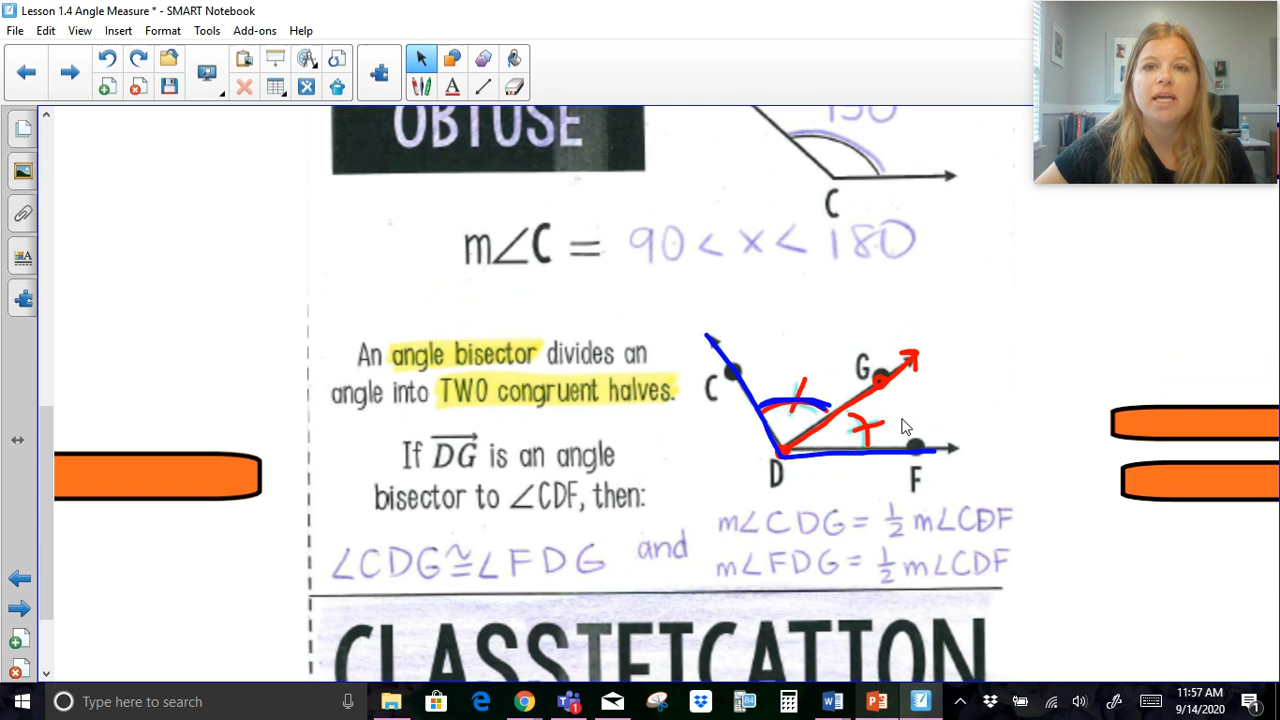 Lesson 1.4 Angle Measure * - SMART Notebook
File Edit View Insert Format Tools Add-ons Help
OBTUSE
130
C
m∠C = 90 < x < 180
An angle bisector divides an
angle into TWO congruent halves.
If DG is an angle
bisector to ∠CDF, then:
∠CDG ≅ ∠FDG and
C
G
D
F
m∠CDG = 1/2 m∠CDF
m∠FDG = 1/2 m∠CDF
CLASSIFICATION
Type here to search
11:57 AM
9/14/2020